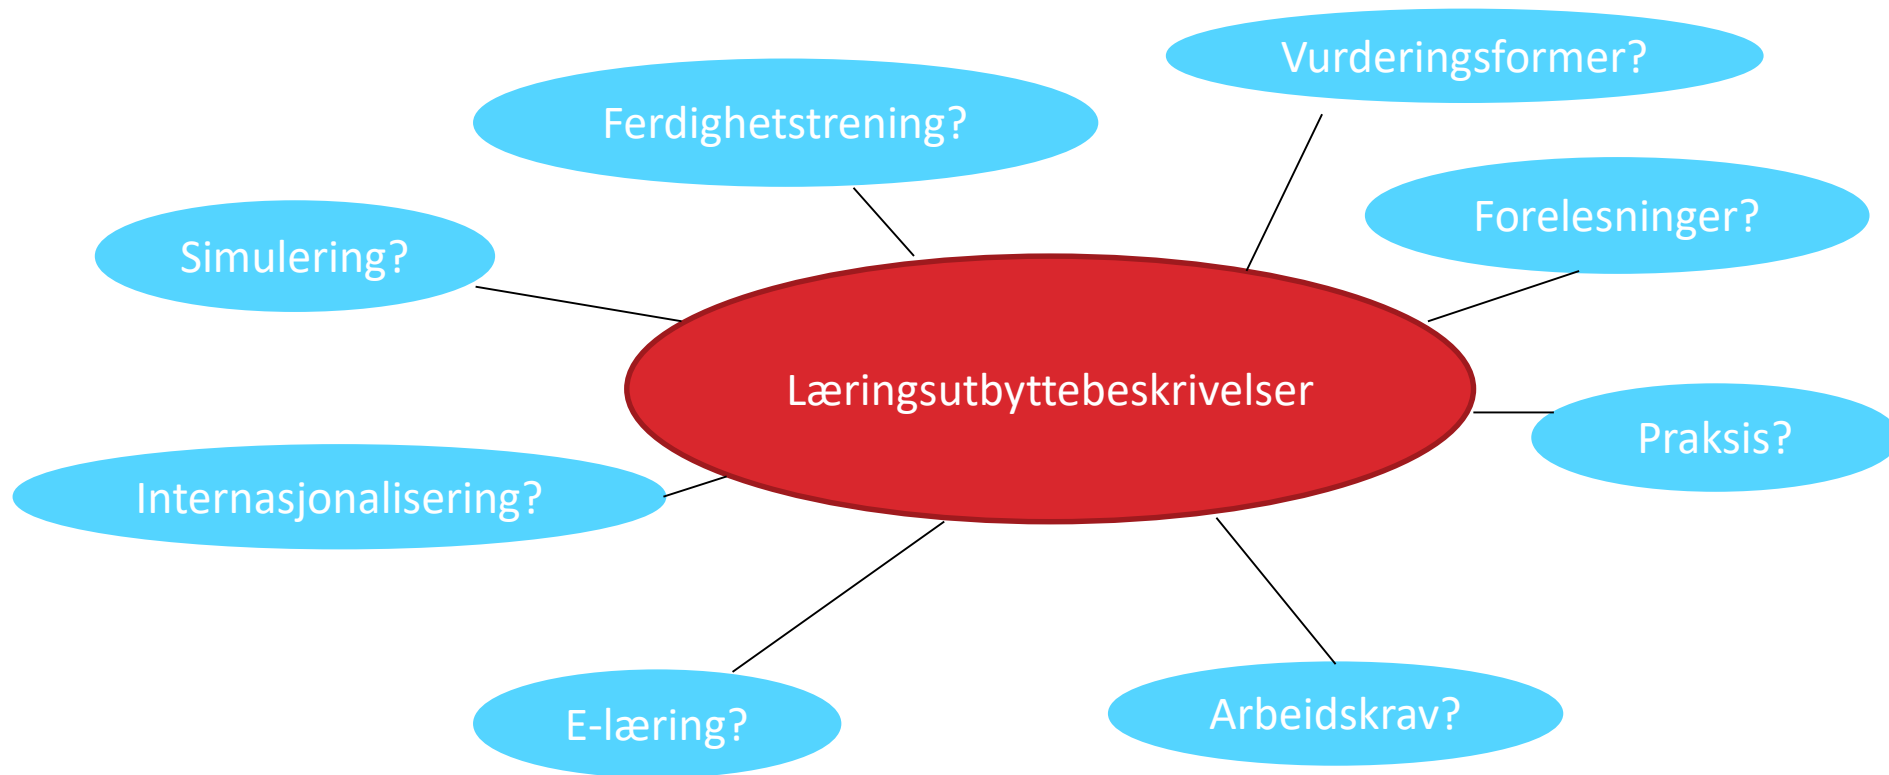 Vurderingsformer?
Ferdighetstrening?
Forelesninger?
Simulering?
Læringsutbyttebeskrivelser
Praksis?
Internasjonalisering?
E-læring?
Arbeidskrav?